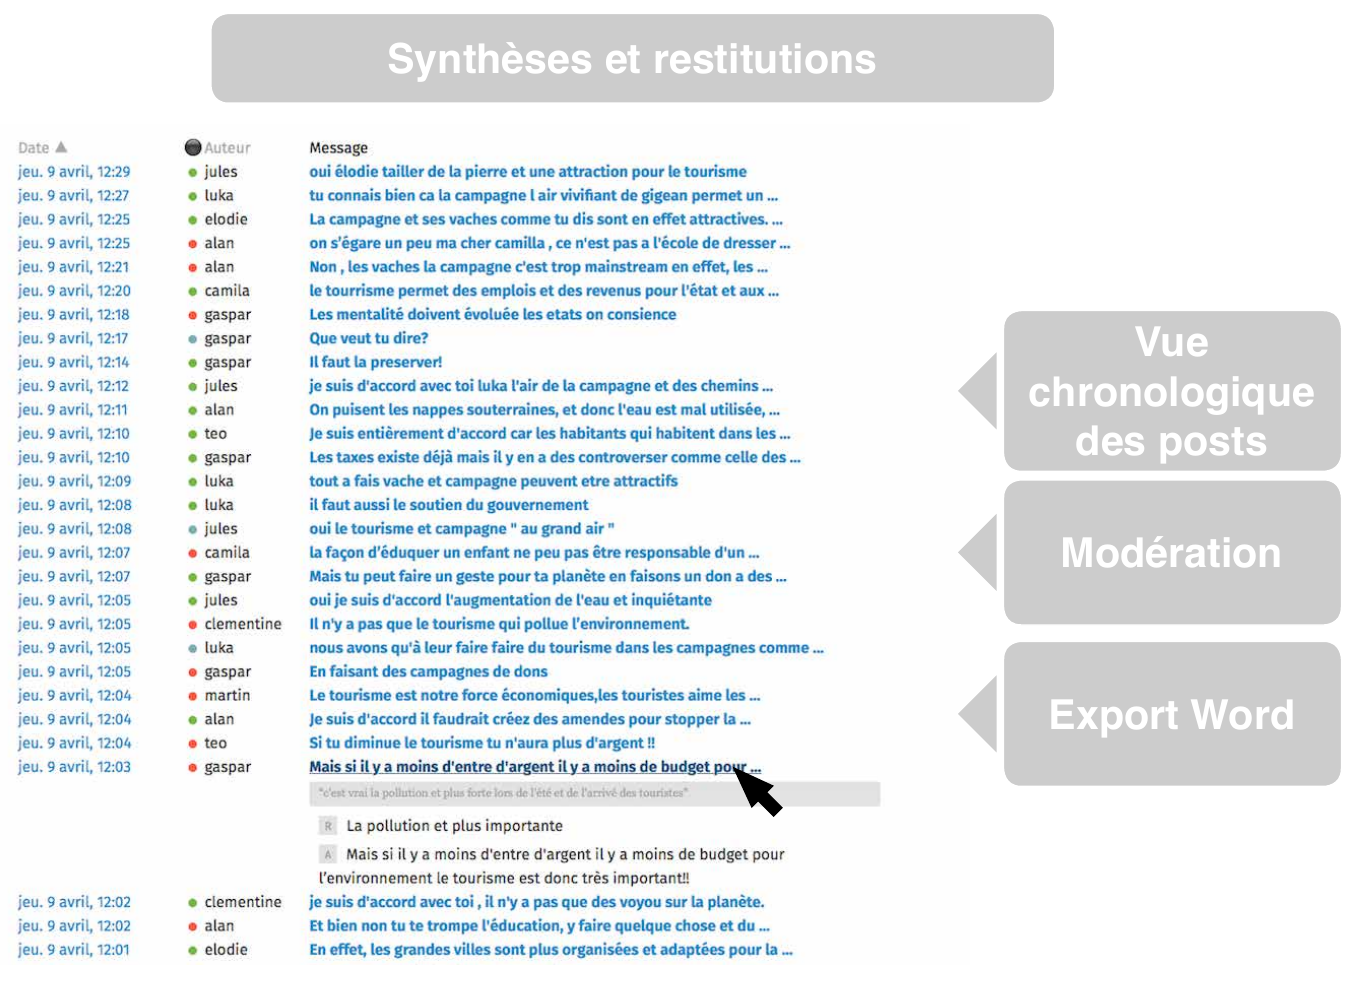 Synthèses et restitutions
Date ▲ Auteur Message
jeu. 9 avril, 12:29 jules oui élodie tailler de la pierre et une attraction pour le tourisme
jeu. 9 avril, 12:27 luka tu connais bien ca la campagne l air vivifiant de gigean permet un ...
jeu. 9 avril, 12:25 elodie La campagne et ses vaches comme tu dis sont en effet attractives. ...
jeu. 9 avril, 12:25 alan on s'égare un peu ma cher camilla , ce n'est pas a l'école de dresser ...
jeu. 9 avril, 12:21 alan Non , les vaches la campagne c'est trop mainstream en effet, les ...
jeu. 9 avril, 12:20 camila le tourrisme permet des emplois et des revenus pour l'état et aux ...
jeu. 9 avril, 12:18 gaspar Les mentalité doivent évoluée les etats on consience
jeu. 9 avril, 12:17 gaspar Que veut tu dire?
jeu. 9 avril, 12:14 gaspar Il faut la preserver!
jeu. 9 avril, 12:12 jules je suis d'accord avec toi luka l'air de la campagne et des chemins ...
jeu. 9 avril, 12:11 alan On puisent les nappes souterraines, et donc l'eau est mal utilisée, ...
jeu. 9 avril, 12:10 teo Je suis entièrement d'accord car les habitants qui habitent dans les ...
jeu. 9 avril, 12:10 gaspar Les taxes existe déjà mais il y en a des controverser comme celle des ...
jeu. 9 avril, 12:09 luka tout a fais vache et campagne peuvent etre attractifs
jeu. 9 avril, 12:08 luka il faut aussi le soutien du gouvernement
jeu. 9 avril, 12:08 jules oui le tourisme et campagne " au grand air "
jeu. 9 avril, 12:07 camila la façon d'éduquer un enfant ne peu pas être responsable d'un ...
jeu. 9 avril, 12:07 gaspar Mais tu peut faire un geste pour ta planète en faisons un don a des ...
jeu. 9 avril, 12:05 jules oui je suis d'accord l'augmentation de l'eau et inquiétante
jeu. 9 avril, 12:05 clementine Il n'y a pas que le tourisme qui pollue l'environnement.
jeu. 9 avril, 12:05 luka nous avons qu'à leur faire faire du tourisme dans les campagnes comme ...
jeu. 9 avril, 12:05 gaspar En faisant des campagnes de dons
jeu. 9 avril, 12:04 martin Le tourisme est notre force économiques,les touristes aime les ...
jeu. 9 avril, 12:04 alan Je suis d'accord il faudrait créez des amendes pour stopper la ...
jeu. 9 avril, 12:04 teo Si tu diminue le tourisme tu n'aura plus d'argent !!
jeu. 9 avril, 12:03 gaspar Mais si il y a moins d'entre d'argent il y a moins de budget pour ...
"c'est vrai la pollution et plus forte lors de l'été et de l'arrivé des touristes"
R La pollution et plus importante
A Mais si il y a moins d'entre d'argent il y a moins de budget pour
l'environnement le tourisme est donc très important!!
jeu. 9 avril, 12:02 clementine je suis d'accord avec toi , il n'y a pas que des voyou sur la planète.
jeu. 9 avril, 12:02 alan Et bien non tu te trompe l'éducation, y faire quelque chose et du ...
jeu. 9 avril, 12:01 elodie En effet, les grandes villes sont plus organisées et adaptées pour la ...
Vue
chronologique
des posts
Modération
Export Word